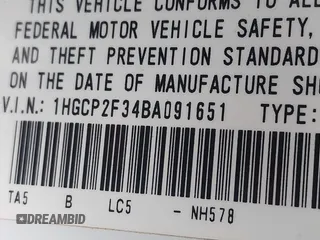 THIS VEHICLE CONFORMS TO ALL
FEDERAL MOTOR VEHICLE SAFETY,
AND THEFT PREVENTION STANDARD
ON THE DATE OF MANUFACTURE
V.I.N.: 1HGCP2F34BA091651 TYPE:
TA5 B LC5 - NH578
DREAMBID